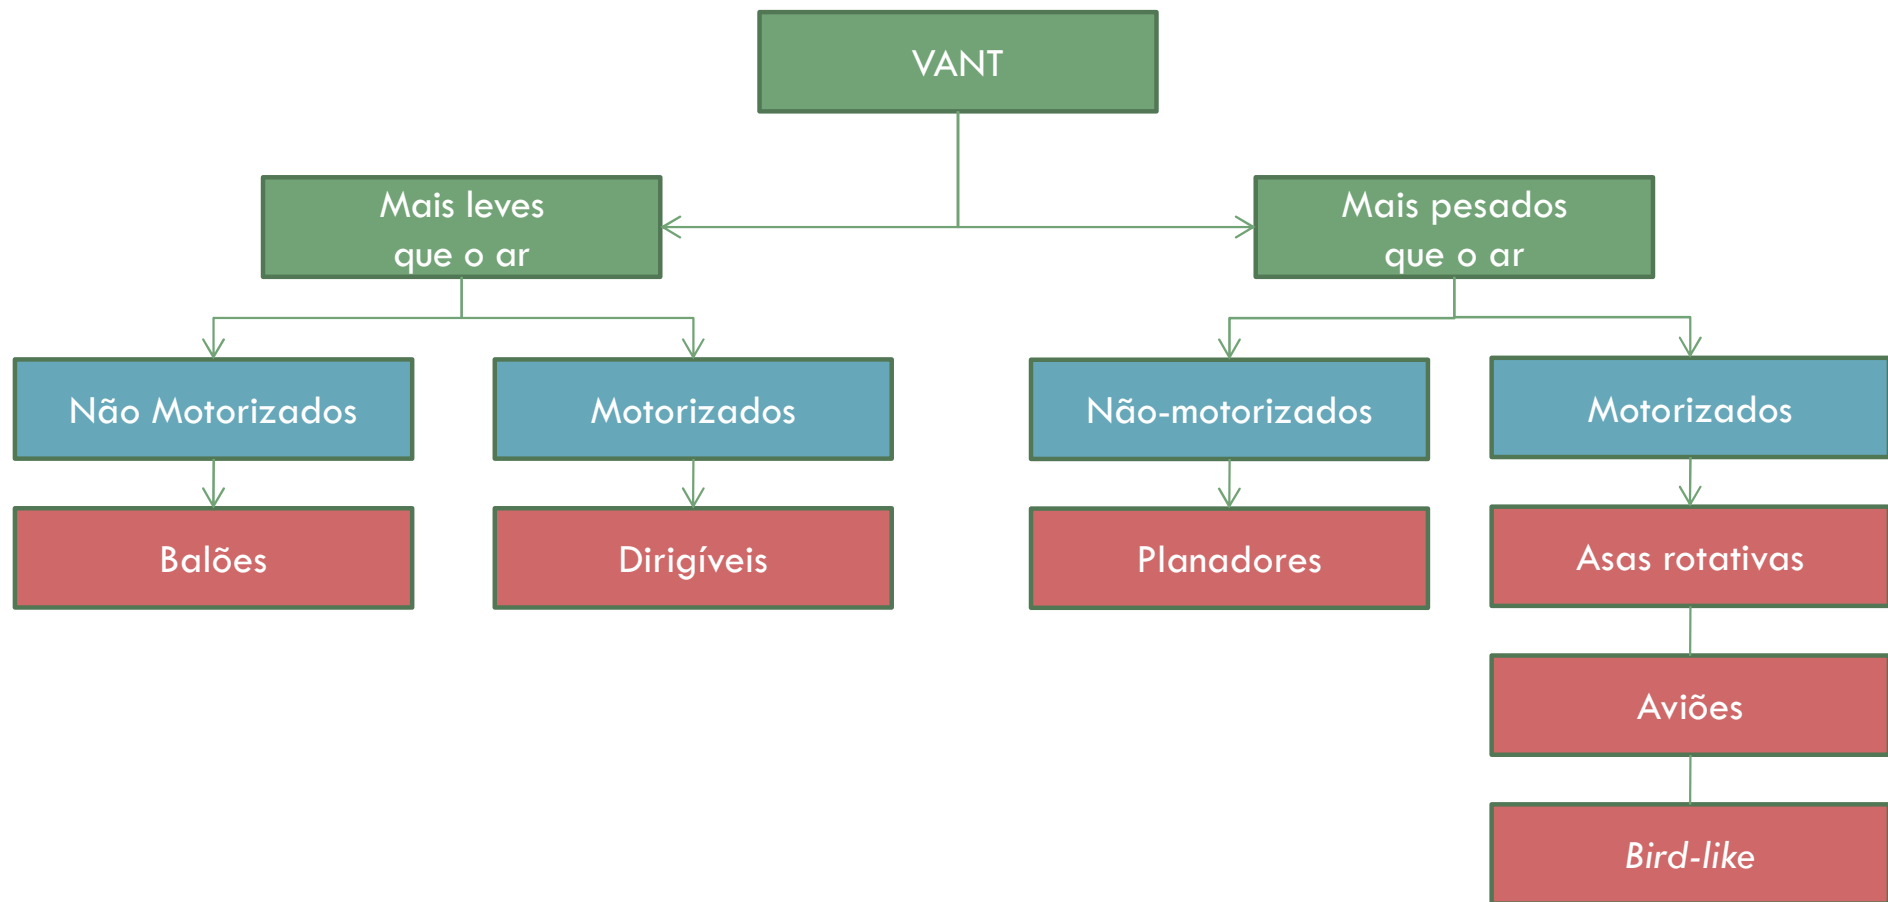 VANT
Mais leves
que o ar
Mais pesados
que o ar
Não Motorizados
Motorizados
Não-motorizados
Motorizados
Balões
Dirigíveis
Planadores
Asas rotativas
Aviões
Bird-like